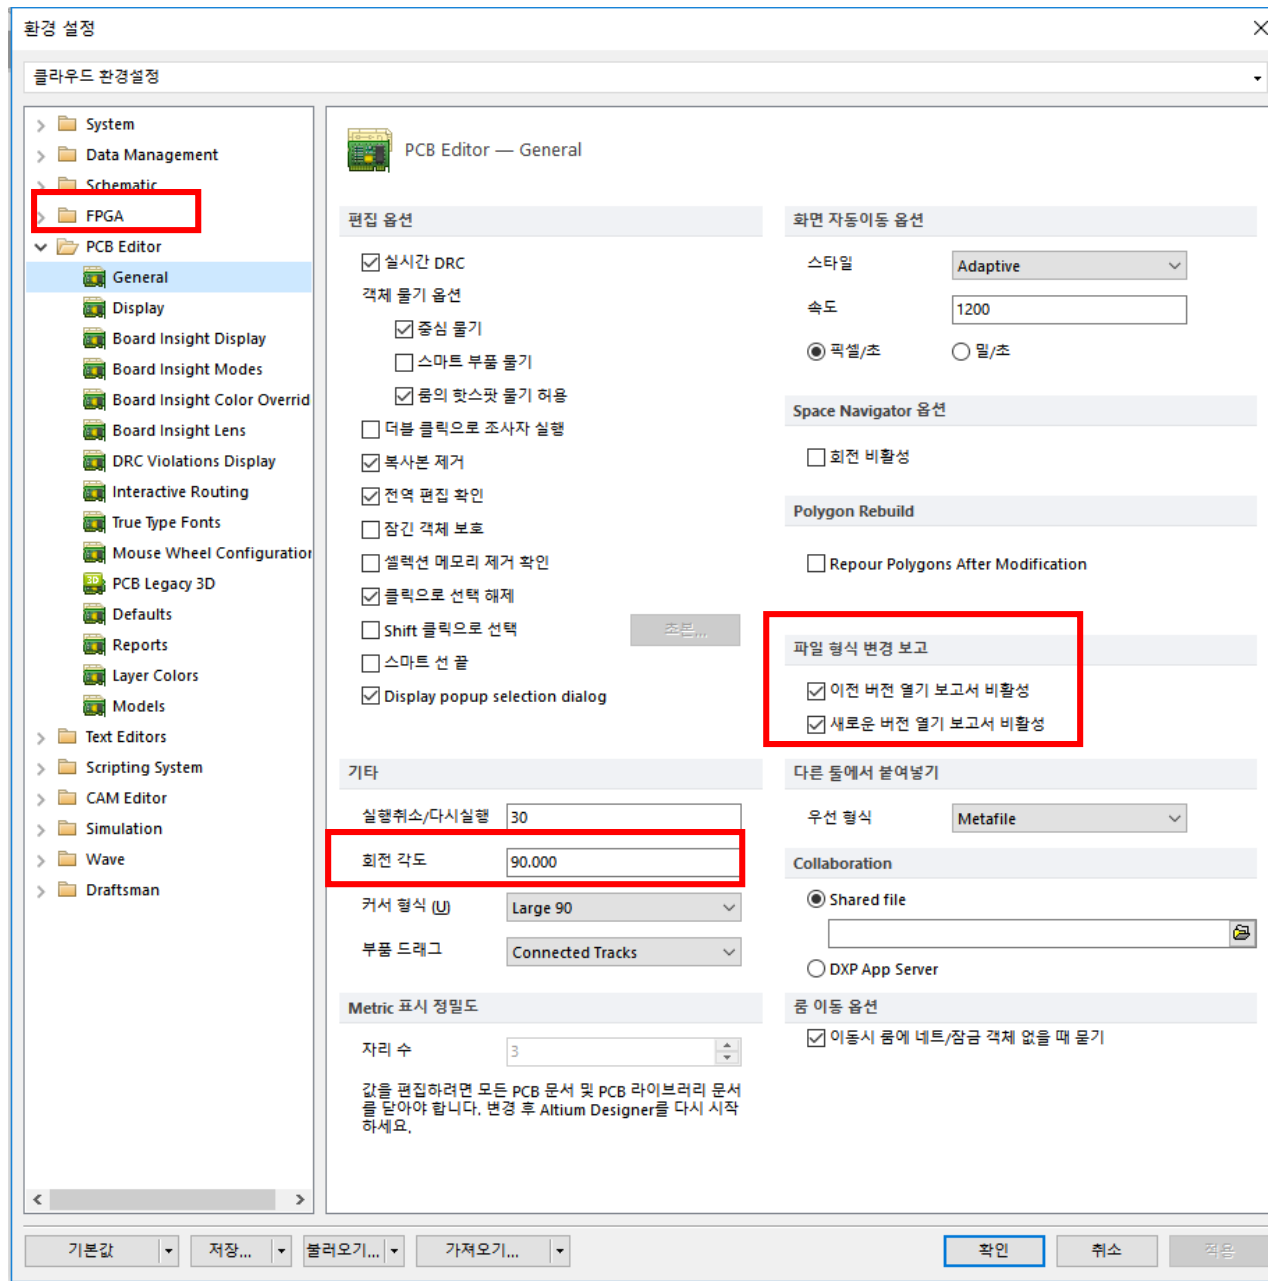 환경 설정
클라우드 환경설정
System
Data Management
Schematic
FPGA
PCB Editor
General
Display
Board Insight Display
Board Insight Modes
Board Insight Color Overrid
Board Insight Lens
DRC Violations Display
Interactive Routing
True Type Fonts
Mouse Wheel Configuration
PCB Legacy 3D
Defaults
Reports
Layer Colors
Models
Text Editors
Scripting System
CAM Editor
Simulation
Wave
Draftsman
PCB Editor — General
편집 옵션
실시간 DRC
객체 물기 옵션
중심 물기
스마트 부품 물기
룸의 핫스팟 물기 허용
더블 클릭으로 조사자 실행
복사본 제거
전역 편집 확인
잠긴 객체 보호
셀렉션 메모리 제거 확인
클릭으로 선택 해제
Shift 클릭으로 선택
초본...
스마트 선 끝
Display popup selection dialog
기타
실행취소/다시실행 30
회전 각도 90.000
커서 형식 (U) Large 90
부품 드래그 Connected Tracks
Metric 표시 정밀도
자리 수 3
값을 편집하려면 모든 PCB 문서 및 PCB 라이브러리 문서
를 닫아야 합니다. 변경 후 Altium Designer를 다시 시작
하세요.
화면 자동이동 옵션
스타일 Adaptive
속도 1200
픽셀/초 밀/초
Space Navigator 옵션
회전 비활성
Polygon Rebuild
Repour Polygons After Modification
파일 형식 변경 보고
이전 버전 열기 보고서 비활성
새로운 버전 열기 보고서 비활성
다른 툴에서 붙여넣기
우선 형식 Metafile
Collaboration
Shared file
DXP App Server
룸 이동 옵션
이동시 룸에 네트/잠금 객체 없을 때 묻기
기본값 저장... 불러오기... 가져오기... 확인 취소 적용